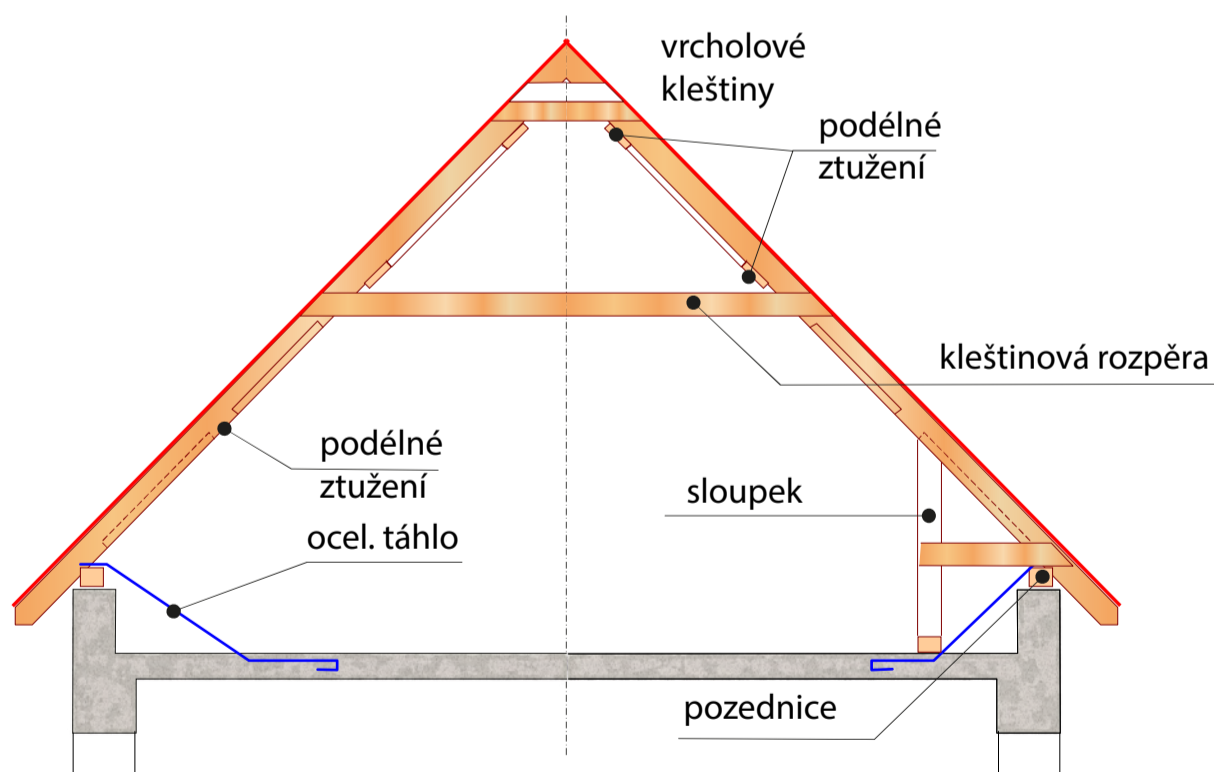 vrcholové
kleštiny
podélné
ztužení
kleštinová rozpěra
podélné
ztužení
sloupek
ocel. táhlo
pozednice